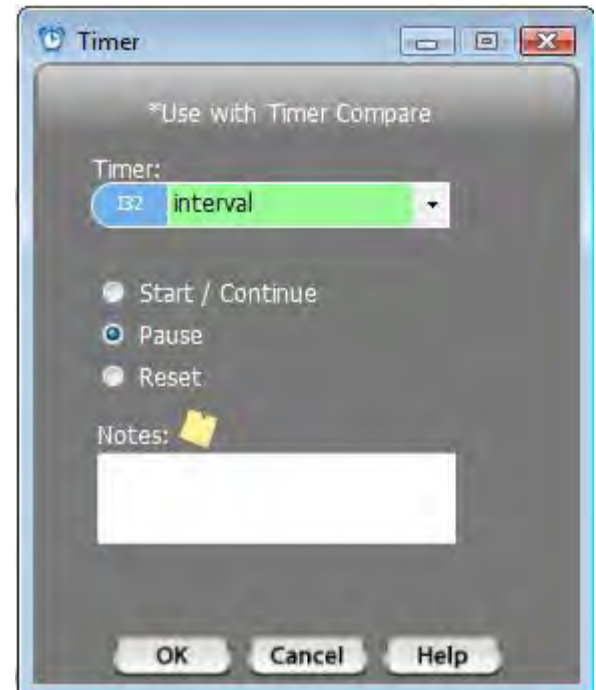 Timer
*Use with Timer Compare
Timer:
I32 interval
Start / Continue
Pause
Reset
Notes:
OK Cancel Help